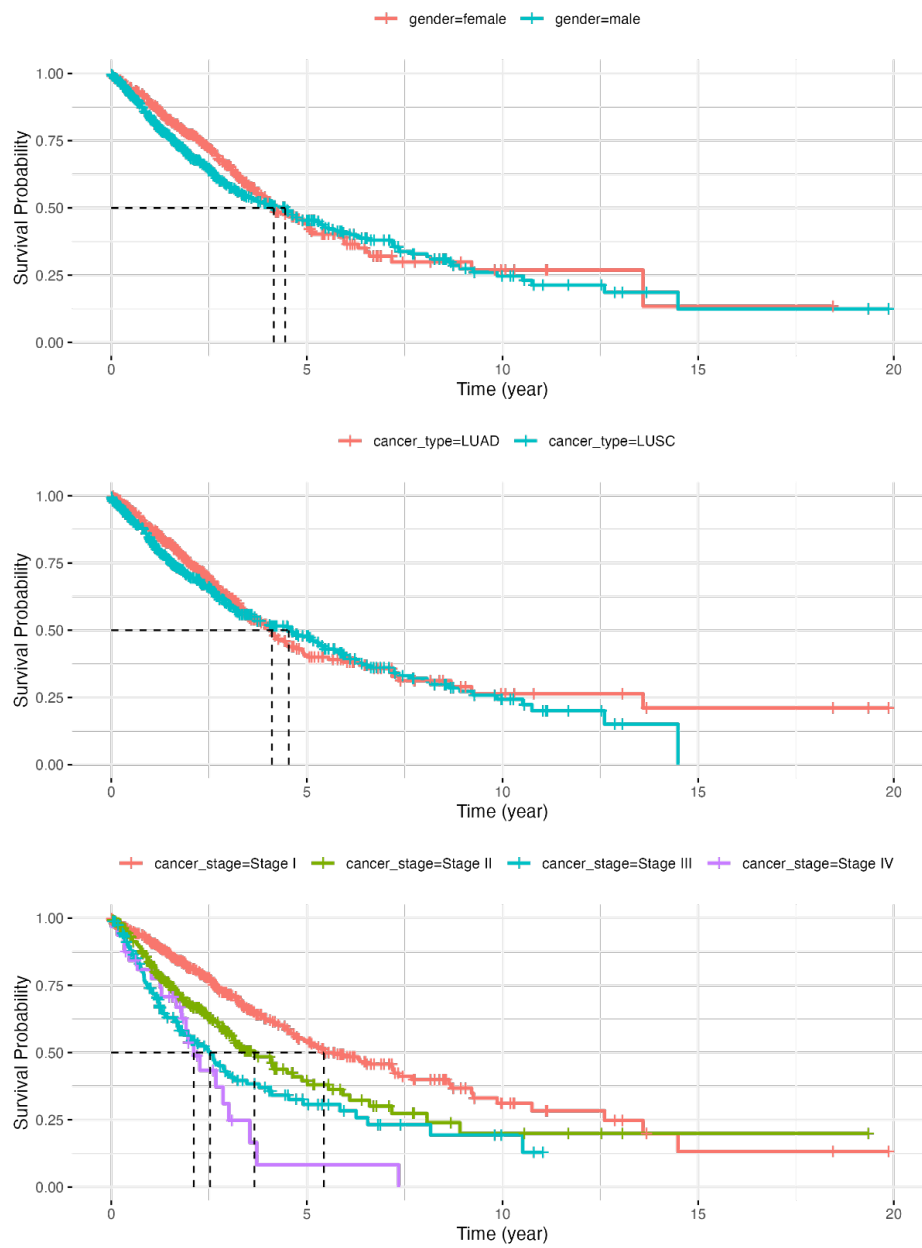 gender=female gender=male
1.00
0.75
0.50
0.25
0.00
Survival Probability
0 5 10 15 20
Time (year)
cancer_type=LUAD cancer_type=LUSC
1.00
0.75
0.50
0.25
0.00
Survival Probability
0 5 10 15 20
Time (year)
cancer_stage=Stage I cancer_stage=Stage II cancer_stage=Stage III cancer_stage=Stage IV
1.00
0.75
0.50
0.25
0.00
Survival Probability
0 5 10 15 20
Time (year)